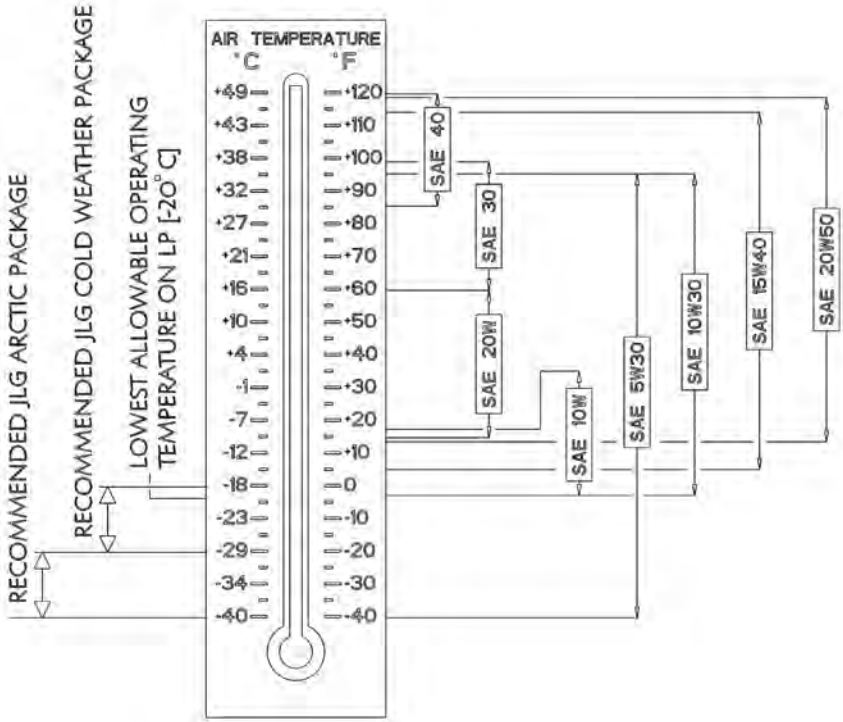 RECOMMENDED JLG ARCTIC PACKAGE
RECOMMENDED JLG COLD WEATHER PACKAGE
LOWEST ALLOWABLE OPERATING
TEMPERATURE ON LP [-20°C]
AIR TEMPERATURE
°C °F
+49 +120
+43 +110
+38 +100
+32 +90
+27 +80
+21 +70
+16 +60
+10 +50
+4 +40
-1 +30
-7 +20
-12 +10
-18 0
-23 -10
-29 -20
-34 -30
-40 -40
SAE 40
SAE 30
SAE 20W
SAE 10W
SAE 5W30
SAE 10W30
SAE 15W40
SAE 20W50